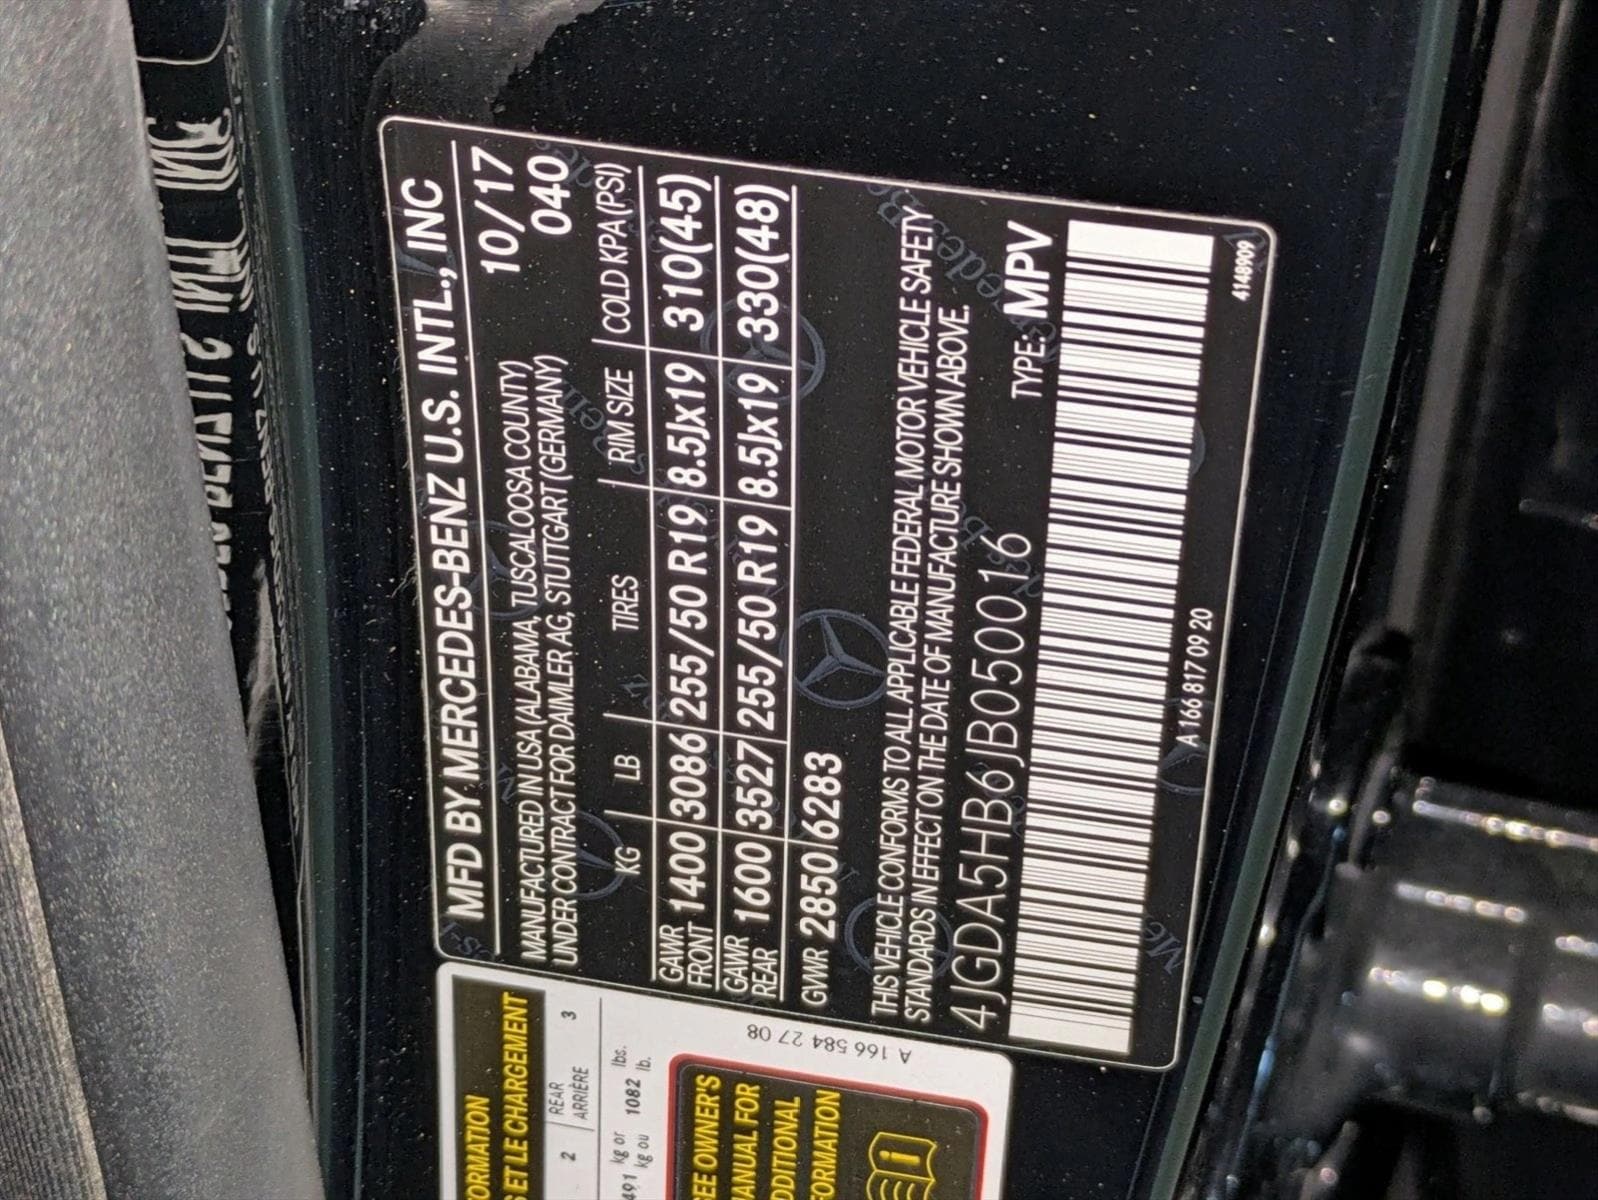 MFD BY MERCEDES-BENZ U.S. INTL., INC
10/17
MANUFACTURED IN USA (ALABAMA, TUSCALOOSA COUNTY)
UNDER CONTRACT FOR DAIMLER AG, STUTTGART (GERMANY)
040
KG | LB | TIRES | RIM SIZE | COLD KPA (PSI)
GAWR FRONT 1400 3086 255/50 R19 8.5Jx19 310(45)
GAWR REAR 1600 3527 255/50 R19 8.5Jx19 330(48)
GVWR 2850 6283
THIS VEHICLE CONFORMS TO ALL APPLICABLE FEDERAL MOTOR VEHICLE SAFETY
STANDARDS IN EFFECT ON THE DATE OF MANUFACTURE SHOWN ABOVE.
4JGDA5HB6JB050016 TYPE: MPV
A 166 817 09 20
4148909
ORMATION
S ET LE CHARGEMENT
2 REAR 3
ARRIÈRE
491 kg or 1082 lbs.
kg ou lb.
A 166 584 27 08
SEE OWNER'S
MANUAL FOR
ADDITIONAL
FORMATION
i